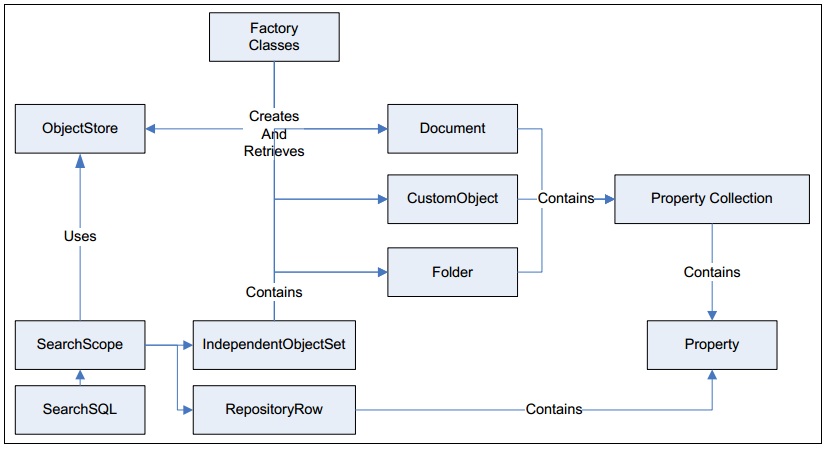 Factory
Classes
ObjectStore
Creates
And
Retrieves
Document
CustomObject
Contains
Property Collection
Uses
Folder
Contains
Contains
SearchScope
IndependentObjectSet
Property
SearchSQL
RepositoryRow
Contains